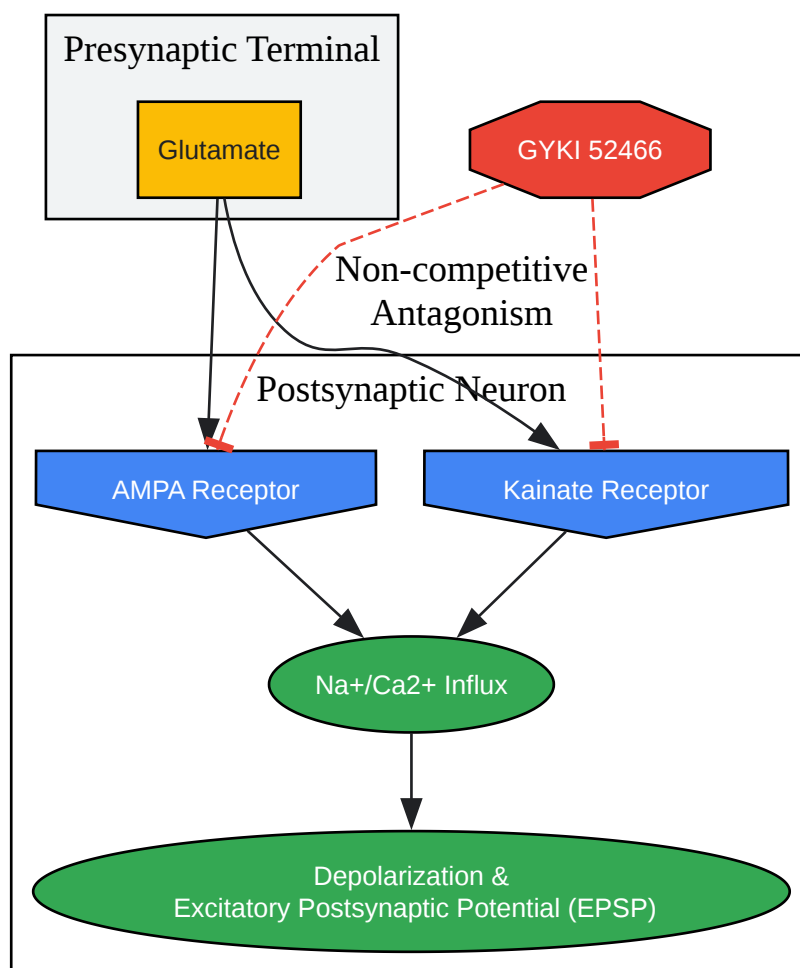 Presynaptic Terminal
Glutamate
GYKI 52466
Non-competitive
Antagonism
Postsynaptic Neuron
AMPA Receptor
Kainate Receptor
Na+/Ca2+ Influx
Depolarization &
Excitatory Postsynaptic Potential (EPSP)